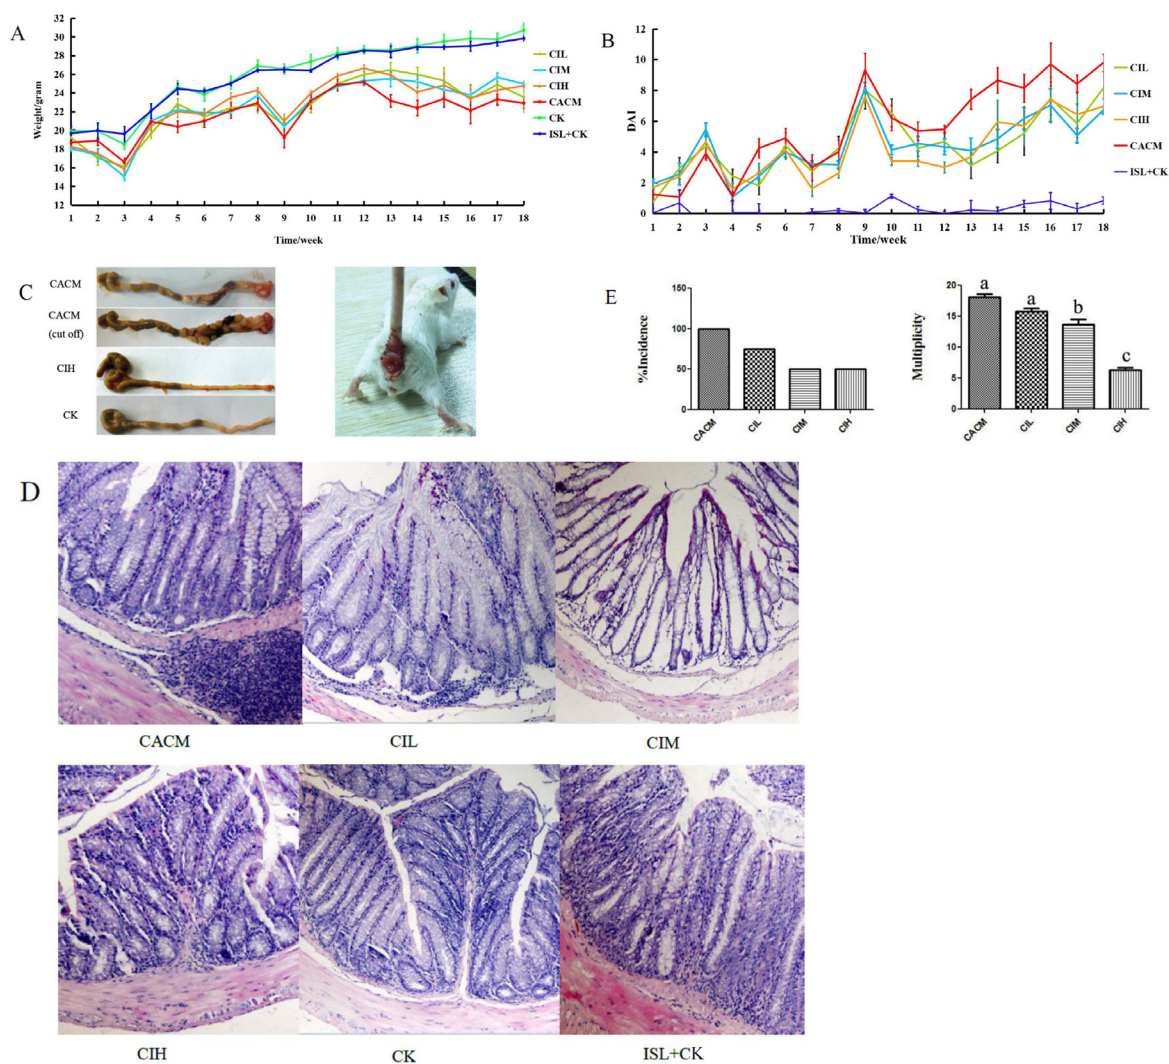 A
Weight/gram
32
30
28
26
24
22
20
18
16
14
12
1 2 3 4 5 6 7 8 9 10 11 12 13 14 15 16 17 18
Time/week
CIL
CIM
CIH
CACM
CK
ISL+CK
B
DAI
12
10
8
6
4
2
0
1 2 3 4 5 6 7 8 9 10 11 12 13 14 15 16 17 18
Time/week
CIL
CIM
CIH
CACM
ISL+CK
C
CACM
CACM
(cut off)
CIH
CK
E
%Incidence
150
100
50
0
CACM CIL CIM CIH
Multiplicity
20
15
10
5
0
a a b c
CACM CIL CIM CIH
D
CACM CIL CIM
CIH CK ISL+CK